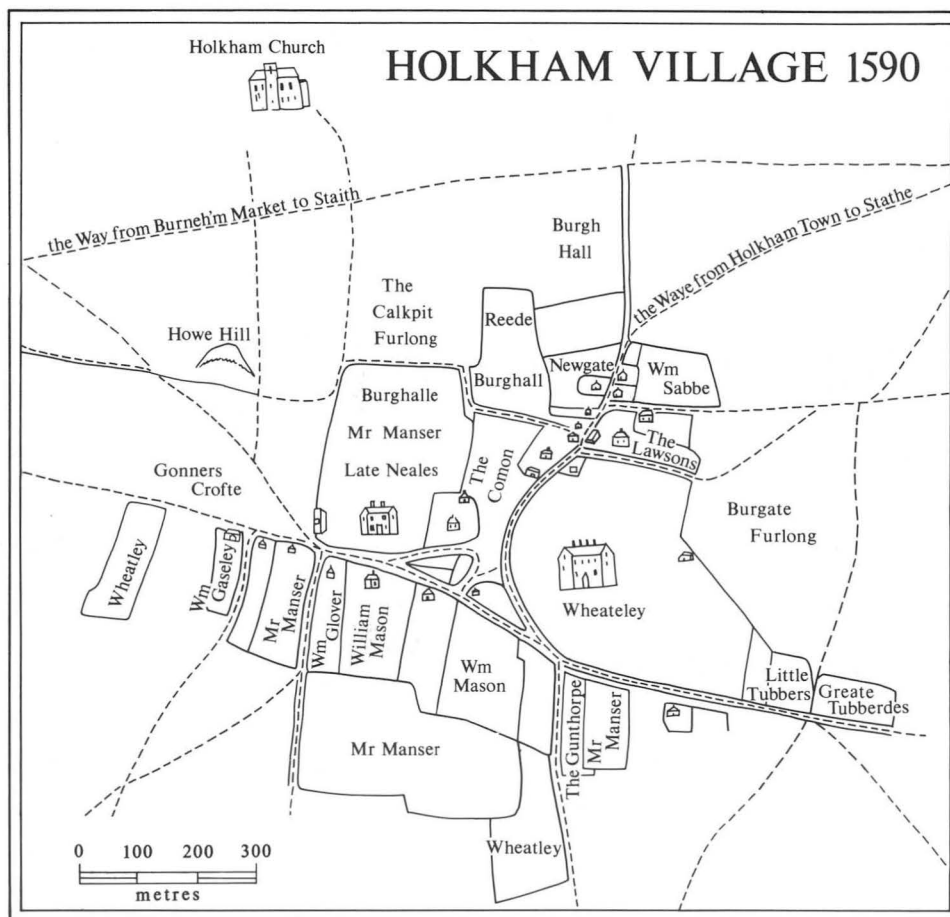 Holkham Church
HOLKHAM VILLAGE 1590
the Way from Burneh'm Market to Staith
Burgh
Hall
the Waye from Holkham Town to Stathe
The
Calkpit
Furlong
Howe Hill
Reede
Newgate
Wm
Sabbe
Burghall
Burghalle
Mr Manser
Late Neales
The
Comon
The
Lawsons
Gonners
Crofte
Burgate
Furlong
Wheatley
Wm
Gaseley
Mr Manser
Wm
Glover
William
Mason
Wheateley
Wm
Mason
Little
Tubbers
Greate
Tubberdes
The Gunthorpe
Mr
Manser
Mr Manser
Wheatley
0 100 200 300
metres